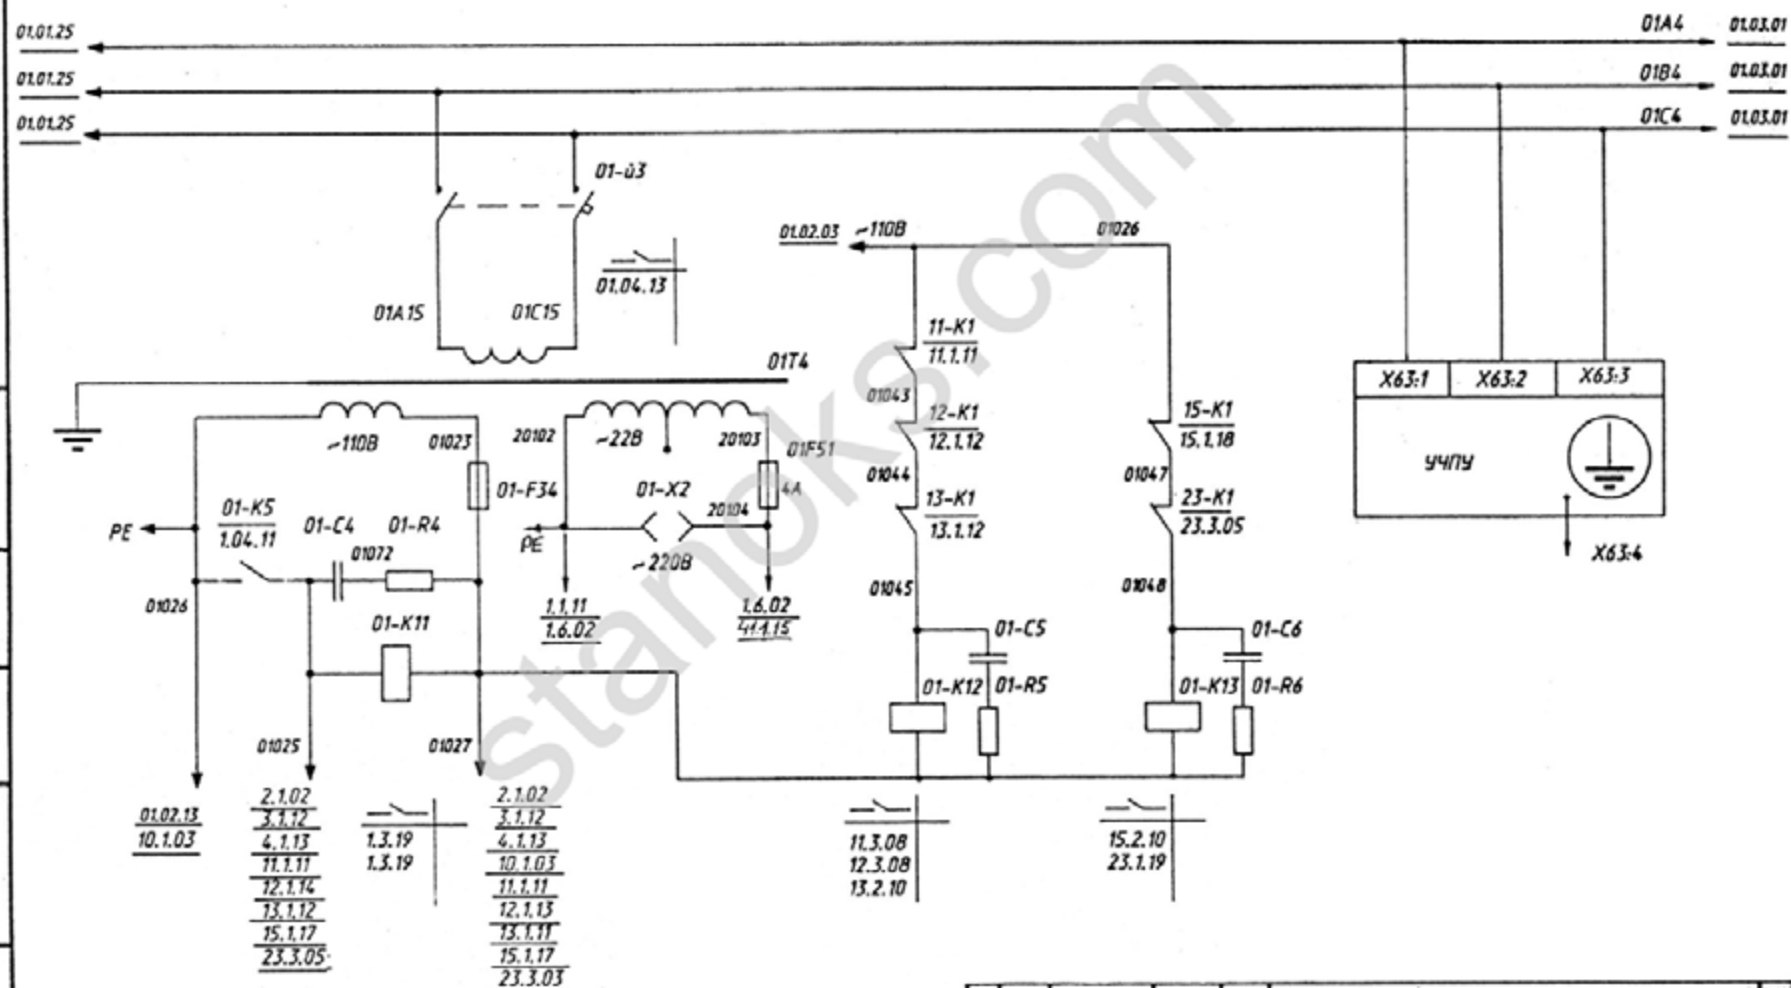 01.01.25
01A4
01.03.01
01.01.25
01B4
01.03.01
01.01.25
01C4
01.03.01
01.02.03
~110В
01026
01.04.13
01A15
01C15
01T4
11-K1
11.1.11
01043
12-K1
12.1.12
01044
13-K1
13.1.12
01045
15-K1
15.1.18
01047
23-K1
23.3.05
01048
X63:1
X63:2
X63:3
УЧПУ
X63:4
~110В
01023
01-F34
20102
~22В
20103
01F51
4A
01-X2
20104
~220В
PE
PE
01-K5
1.04.11
01-C4
01-R4
01072
01026
01-K11
1.1.11
1.6.02
1.6.02
01-C5
01-K12
01-R5
01-C6
01-K13
01-R6
01025
01027
01.02.13
10.1.03
2.1.02
3.1.12
4.1.13
11.1.11
12.1.14
13.1.12
15.1.17
23.3.05
1.3.19
1.3.19
2.1.02
3.1.12
4.1.13
10.1.03
11.1.11
12.1.13
13.1.11
15.1.17
23.3.03
11.3.08
12.3.08
13.2.10
15.2.10
23.1.19
stanoks.com